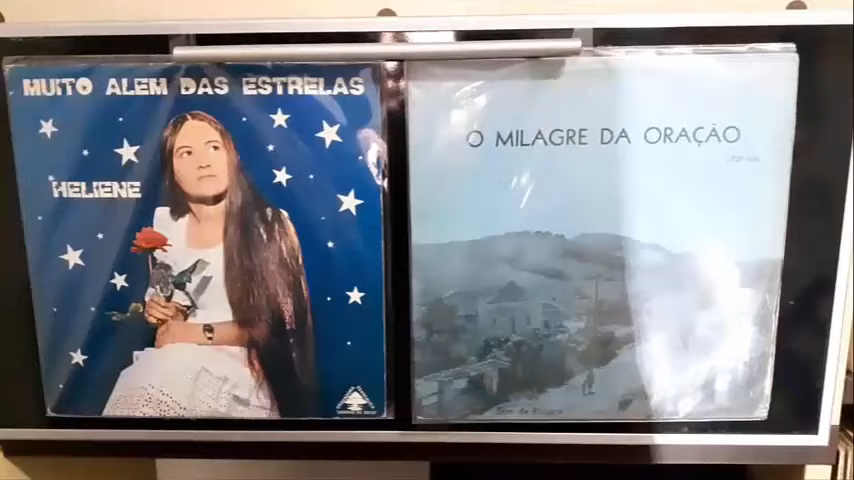 MUITO ALEM DAS ESTRELAS
HELIENE
O MILAGRE DA ORAÇÃO